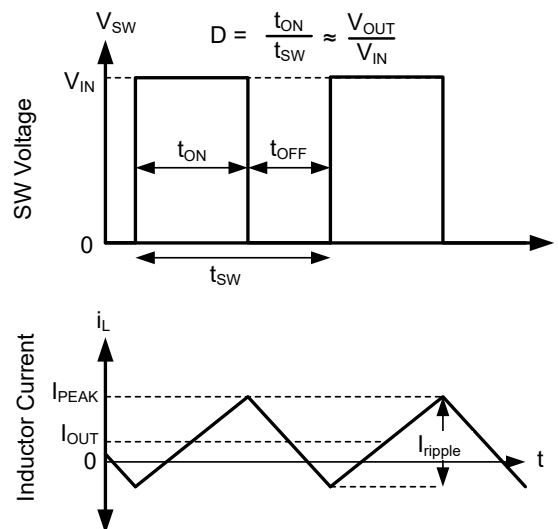 V_SW
D = t_ON / t_SW ≈ V_OUT / V_IN
V_IN
SW Voltage
t_ON
t_OFF
0
t_SW
i_L
Inductor Current
I_PEAK
I_OUT
I_ripple
0
t